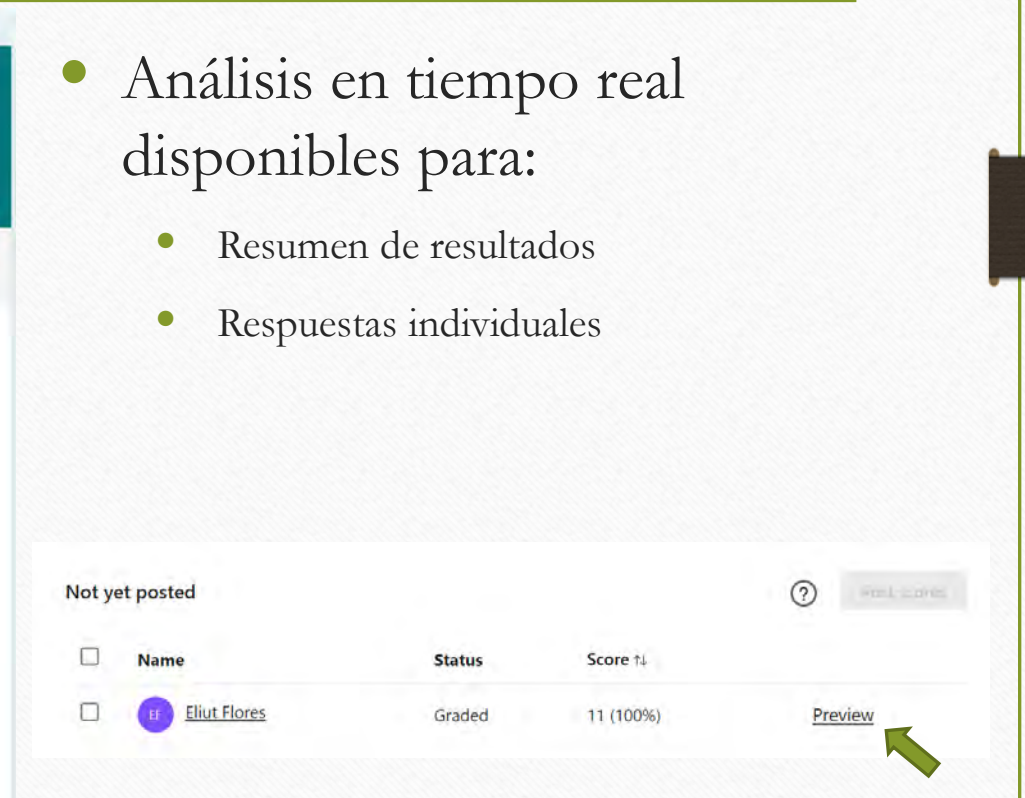 Análisis en tiempo real
disponibles para:
Resumen de resultados
Respuestas individuales
Not yet posted
Name Status Score
EF Eliut Flores Graded 11 (100%) Preview